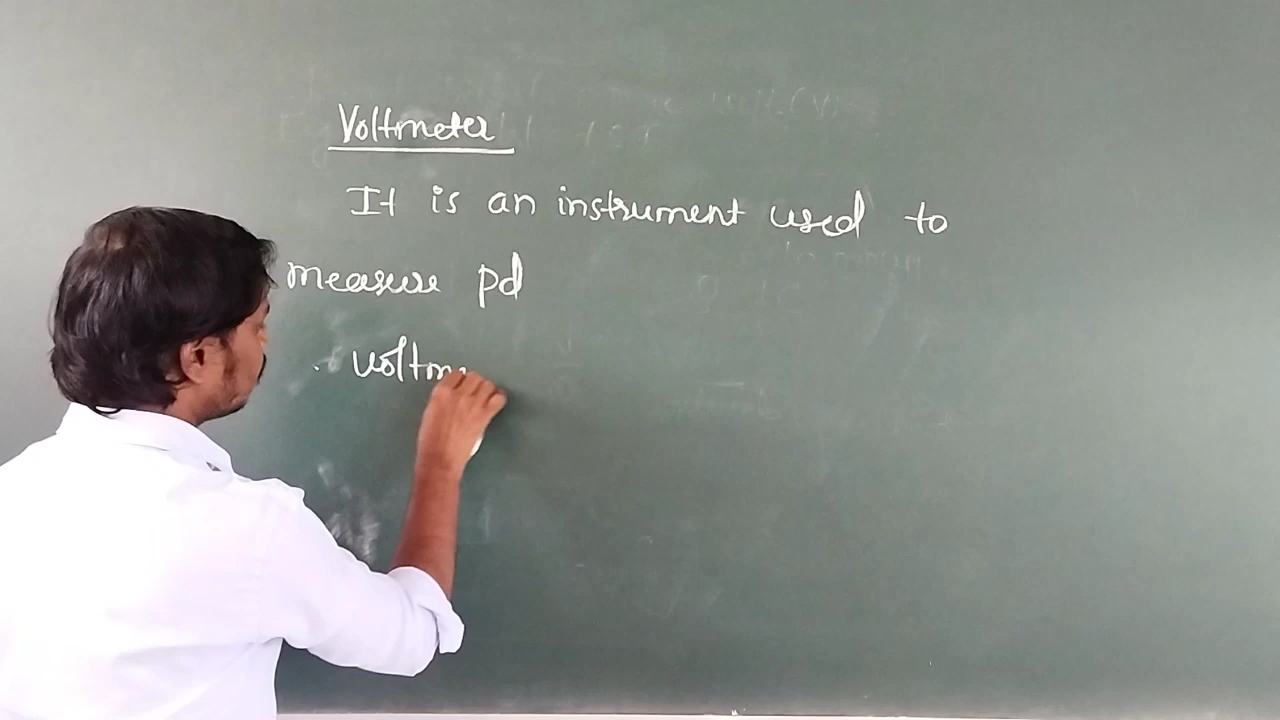 Voltmeter
It is an instrument used to
measure pd
voltm